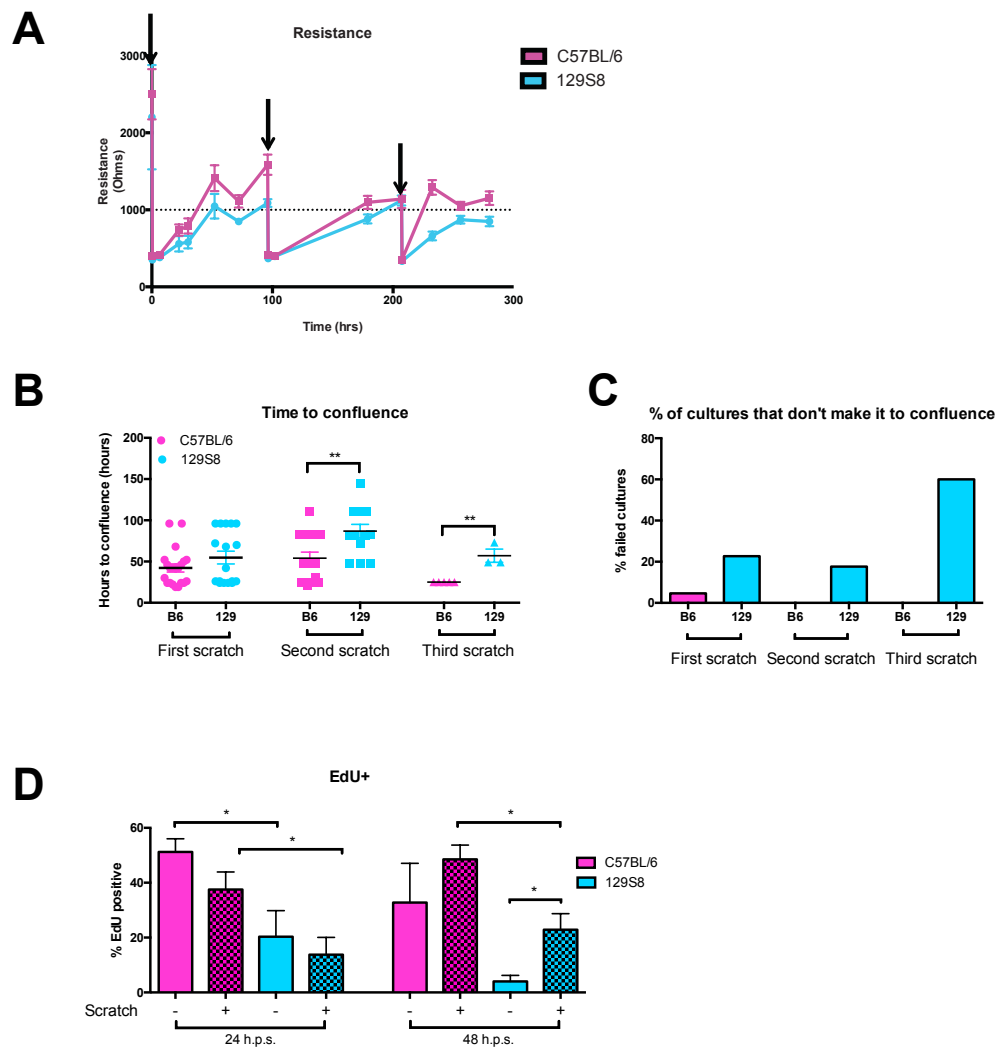 A
Resistance
C57BL/6
129S8
3000
2000
1000
0
Resistance
(Ohms)
0
100
200
300
Time (hrs)
B
Time to confluence
C57BL/6
129S8
200
150
100
50
0
Hours to confluence (hours)
**
**
B6
129
B6
129
B6
129
First scratch
Second scratch
Third scratch
C
% of cultures that don't make it to confluence
80
60
40
20
0
% failed cultures
B6
129
B6
129
B6
129
First scratch
Second scratch
Third scratch
D
EdU+
60
40
20
0
% EdU positive
*
*
*
*
C57BL/6
129S8
Scratch
-
+
-
+
-
+
-
+
24 h.p.s.
48 h.p.s.